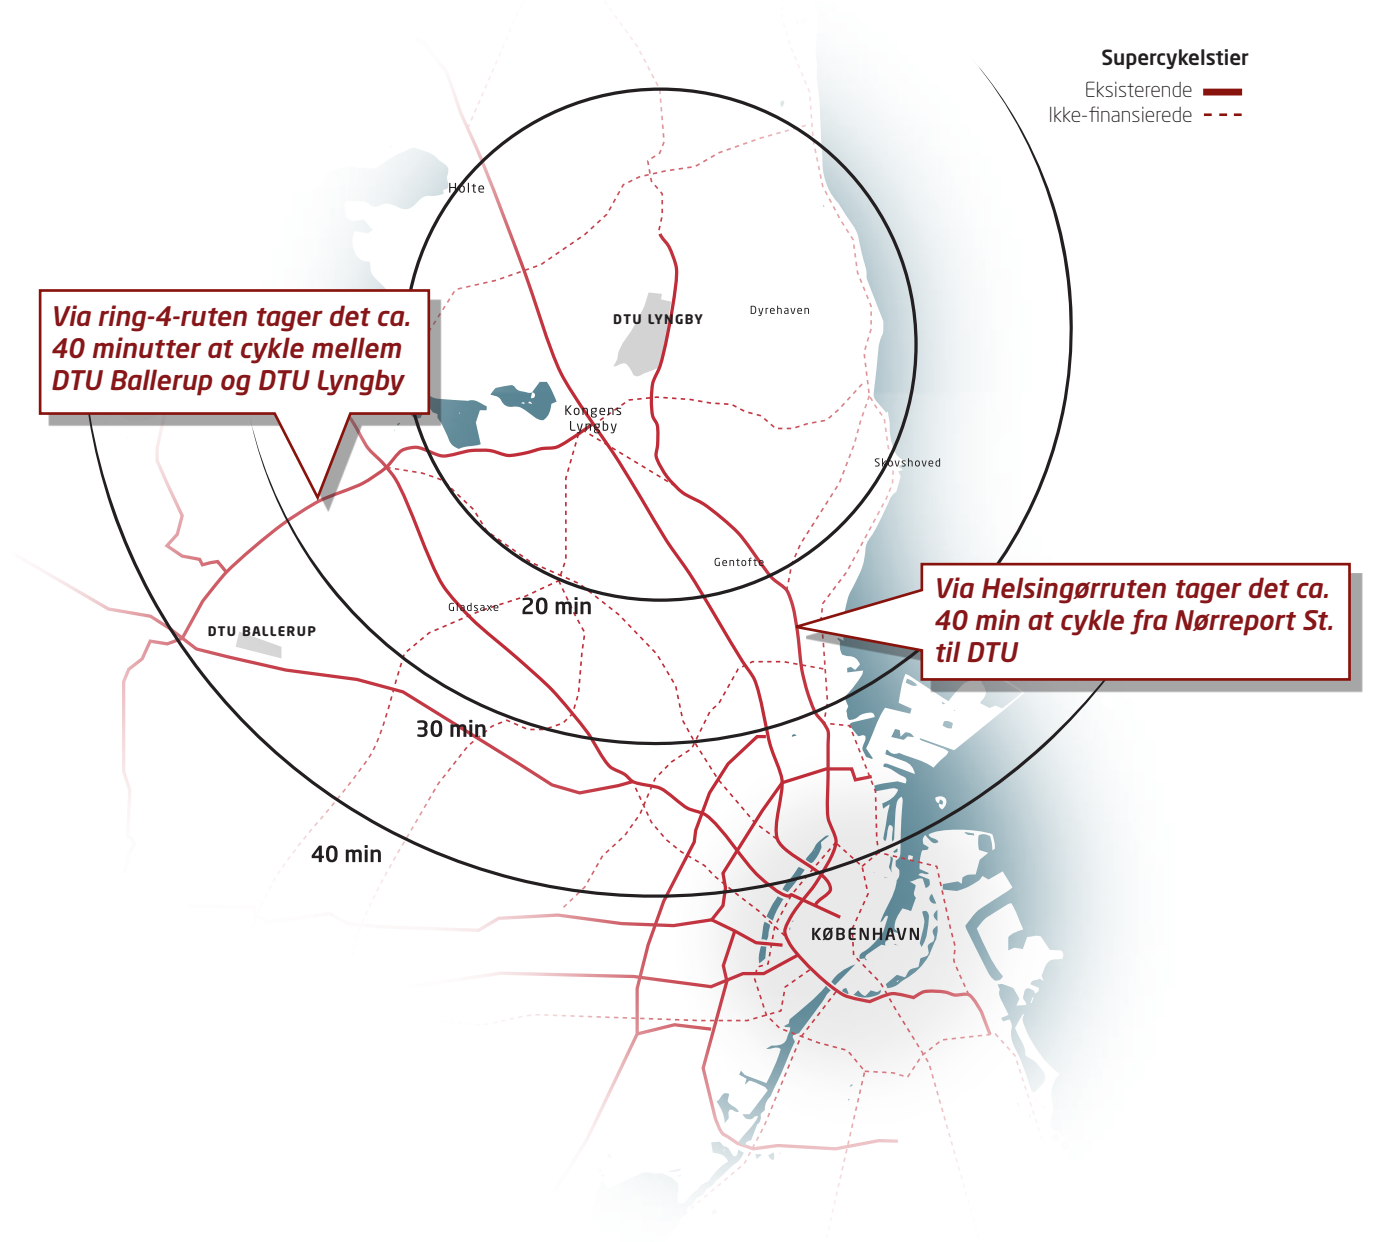 Supercykelstier
Eksisterende
Ikke-finansierede
Holte
Via ring-4-ruten tager det ca.
40 minutter at cykle mellem
DTU Ballerup og DTU Lyngby
DTU LYNGBY
Dyrehaven
Kongens
Lyngby
Skovshoved
Gentofte
Via Helsingørruten tager det ca.
40 min at cykle fra Nørreport St.
til DTU
Gladsaxe
20 min
DTU BALLERUP
30 min
40 min
KØBENHAVN